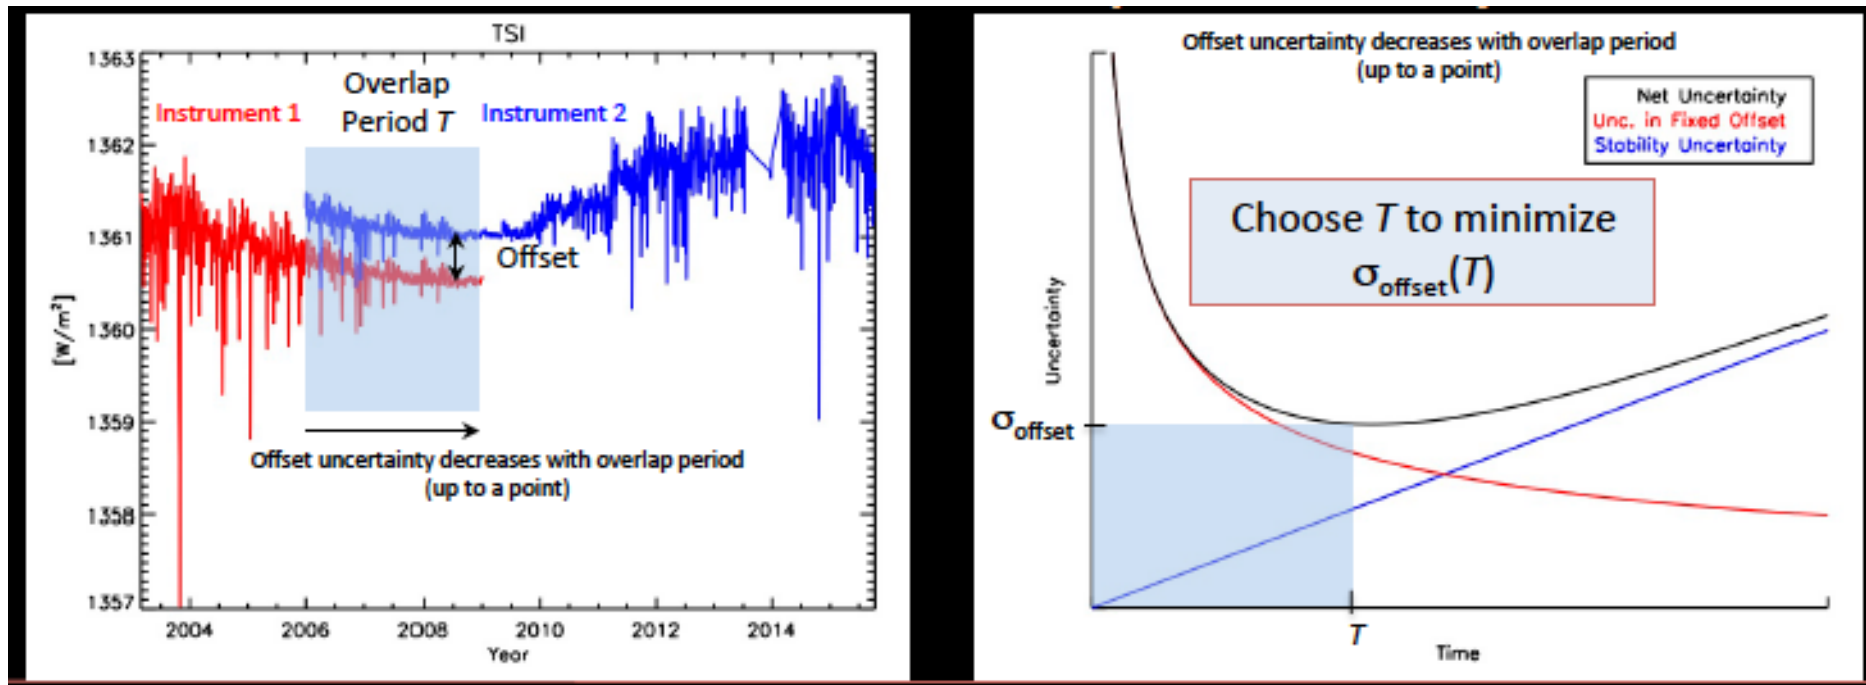 TSI
1363
1362
1361
1360
1359
1358
1357
[W/m²]
Instrument 1
Overlap
Period T
Instrument 2
Offset
Offset uncertainty decreases with overlap period
(up to a point)
2004 2006 2008 2010 2012 2014
Year
Offset uncertainty decreases with overlap period
(up to a point)
Net Uncertainty
Unc. in Fixed Offset
Stability Uncertainty
Choose T to minimize
σoffset(T)
Uncertainty
σoffset
T
Time